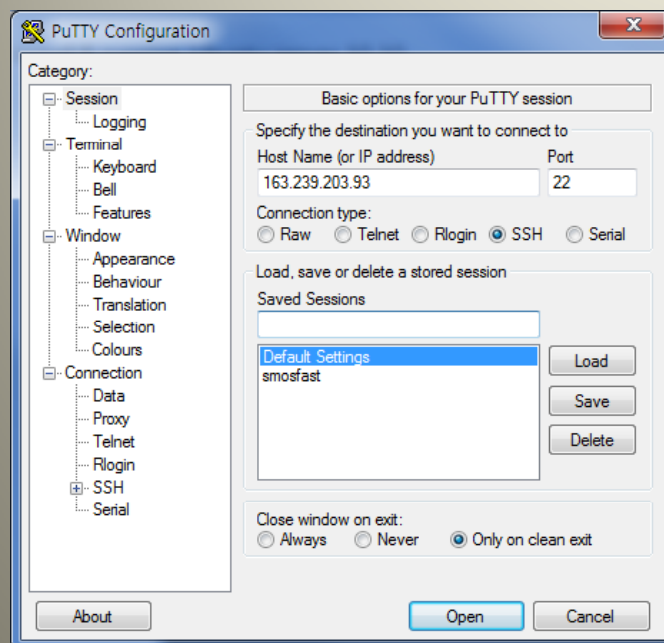 PuTTY Configuration
Category:
Session
Logging
Terminal
Keyboard
Bell
Features
Window
Appearance
Behaviour
Translation
Selection
Colours
Connection
Data
Proxy
Telnet
Rlogin
SSH
Serial
Basic options for your PuTTY session
Specify the destination you want to connect to
Host Name (or IP address) Port
163.239.203.93 22
Connection type:
Raw Telnet Rlogin SSH Serial
Load, save or delete a stored session
Saved Sessions
Default Settings
smosfast
Load
Save
Delete
Close window on exit:
Always Never Only on clean exit
About Open Cancel